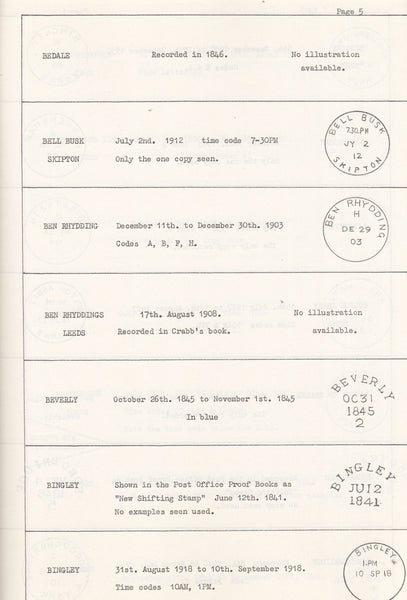 Page 5
BEDALE Recorded in 1846. No illustration
available.
BELL BUSK July 2nd. 1912 time code 7-30PM
SKIPTON Only the one copy seen.
BELL BUSK
7.30.PM
JY 2
12
SKIPTON
BEN RHYDDING December 11th. to December 30th. 1903
Codes A, B, F, H.
BEN RHYDDING
H
DE 29
03
BEN RHYDDINGS 17th. August 1908. No illustration
LEEDS Recorded in Crabb's book. available.
BEVERLY October 26th. 1845 to November 1st. 1845
In blue
BEVERLY
OC31
1845
2
BINGLEY Shown in the Post Office Proof Books as
"New Shifting Stamp" June 12th. 1841.
No examples seen used.
BINGLEY
JU12
1841
BINGLEY 31st. August 1918 to 10th. September 1918.
Time codes 10AM, 1PM.
BINGLEY
1.PM
10 SP 18